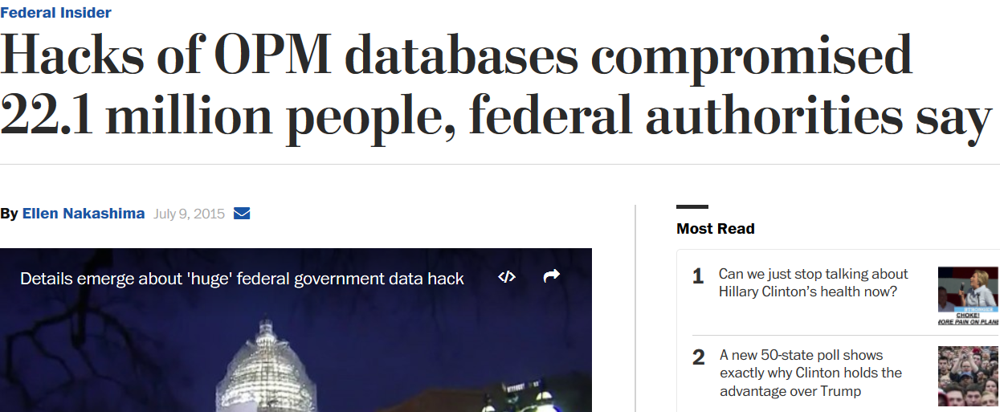 Federal Insider
Hacks of OPM databases compromised
22.1 million people, federal authorities say
By Ellen Nakashima July 9, 2015
Details emerge about 'huge' federal government data hack
Most Read
1 Can we just stop talking about
Hillary Clinton's health now?
CHOKE!
MORE PAIN ON PLANE
2 A new 50-state poll shows
exactly why Clinton holds the
advantage over Trump